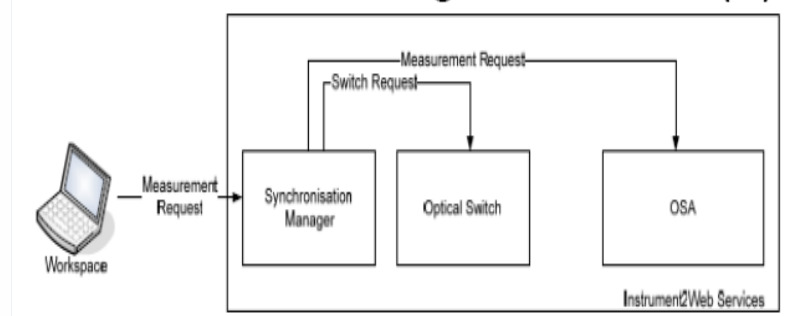 Measurement Request
Switch Request
Measurement
Request
Synchronisation
Manager
Optical Switch
OSA
Workspace
Instrument2Web Services